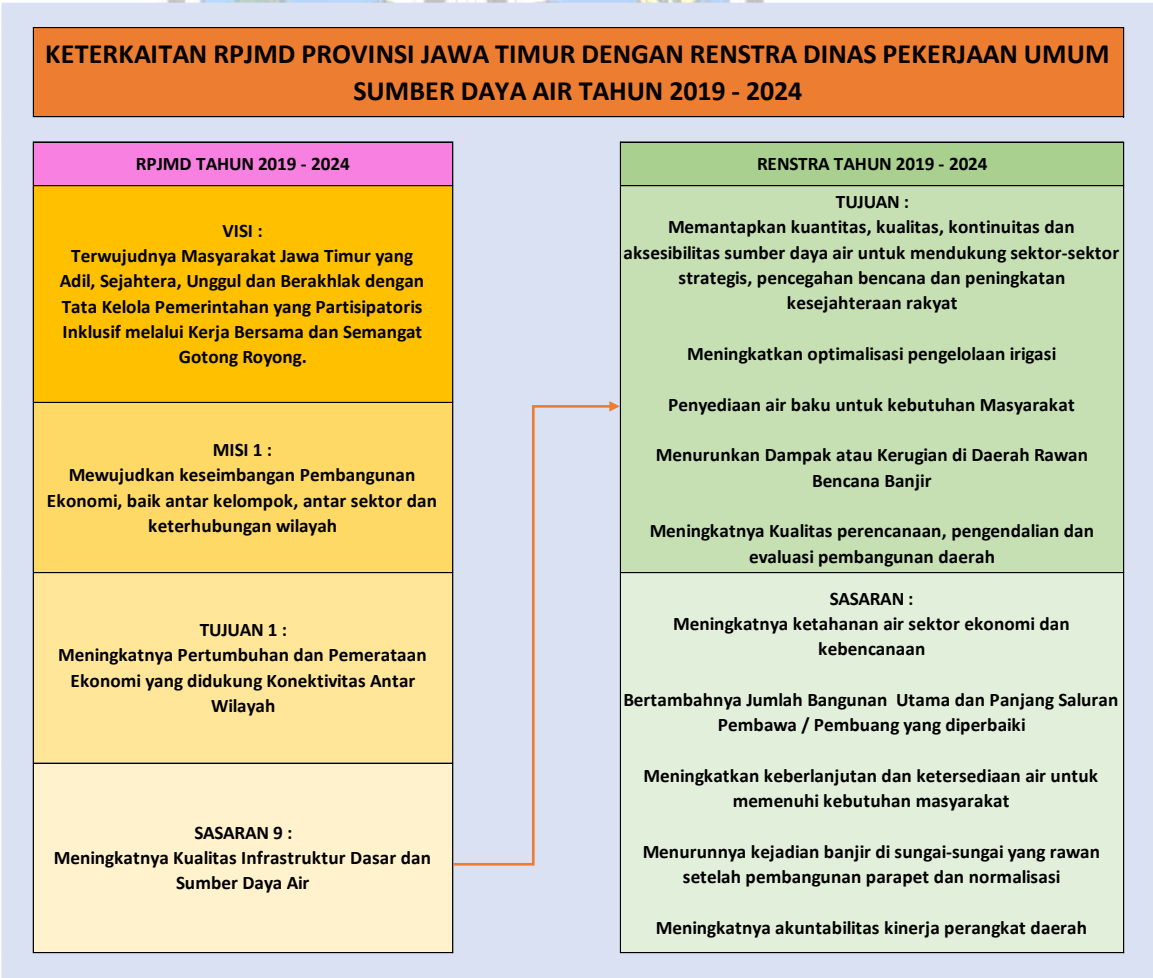 KETERKAITAN RPJMD PROVINSI JAWA TIMUR DENGAN RENSTRA DINAS PEKERJAAN UMUM
SUMBER DAYA AIR TAHUN 2019 - 2024
RPJMD TAHUN 2019 - 2024
VISI :
Terwujudnya Masyarakat Jawa Timur yang
Adil, Sejahtera, Unggul dan Berakhlak dengan
Tata Kelola Pemerintahan yang Partisipatoris
Inklusif melalui Kerja Bersama dan Semangat
Gotong Royong.
MISI 1 :
Mewujudkan keseimbangan Pembangunan
Ekonomi, baik antar kelompok, antar sektor dan
keterhubungan wilayah
TUJUAN 1 :
Meningkatnya Pertumbuhan dan Pemerataan
Ekonomi yang didukung Konektivitas Antar
Wilayah
SASARAN 9 :
Meningkatnya Kualitas Infrastruktur Dasar dan
Sumber Daya Air
RENSTRA TAHUN 2019 - 2024
TUJUAN :
Memantapkan kuantitas, kualitas, kontinuitas dan
aksesibilitas sumber daya air untuk mendukung sektor-sektor
strategis, pencegahan bencana dan peningkatan
kesejahteraan rakyat
Meningkatkan optimalisasi pengelolaan irigasi
Penyediaan air baku untuk kebutuhan Masyarakat
Menurunkan Dampak atau Kerugian di Daerah Rawan
Bencana Banjir
Meningkatnya Kualitas perencanaan, pengendalian dan
evaluasi pembangunan daerah
SASARAN :
Meningkatnya ketahanan air sektor ekonomi dan
kebencanaan
Bertambahnya Jumlah Bangunan Utama dan Panjang Saluran
Pembawa / Pembuang yang diperbaiki
Meningkatkan keberlanjutan dan ketersediaan air untuk
memenuhi kebutuhan masyarakat
Menurunnya kejadian banjir di sungai-sungai yang rawan
setelah pembangunan parapet dan normalisasi
Meningkatnya akuntabilitas kinerja perangkat daerah